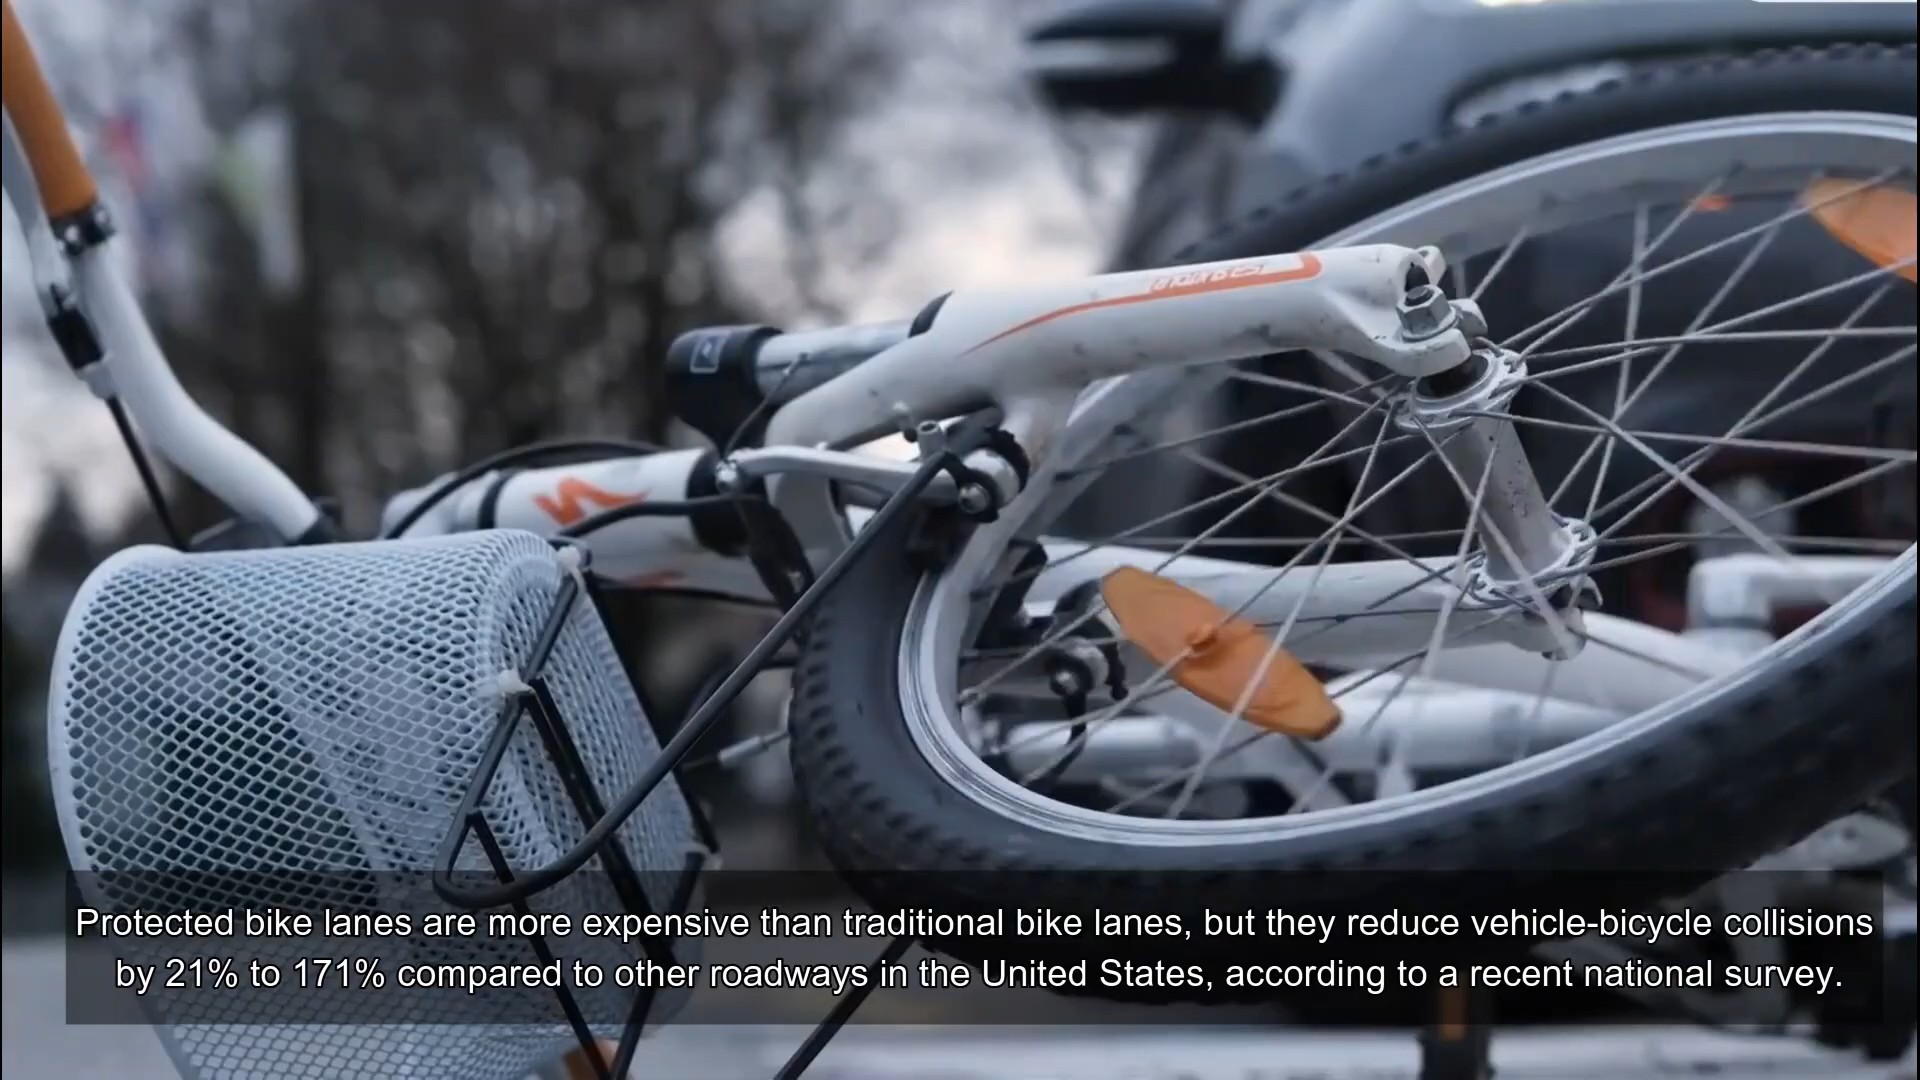 Protected bike lanes are more expensive than traditional bike lanes, but they reduce vehicle-bicycle collisions
by 21% to 171% compared to other roadways in the United States, according to a recent national survey.